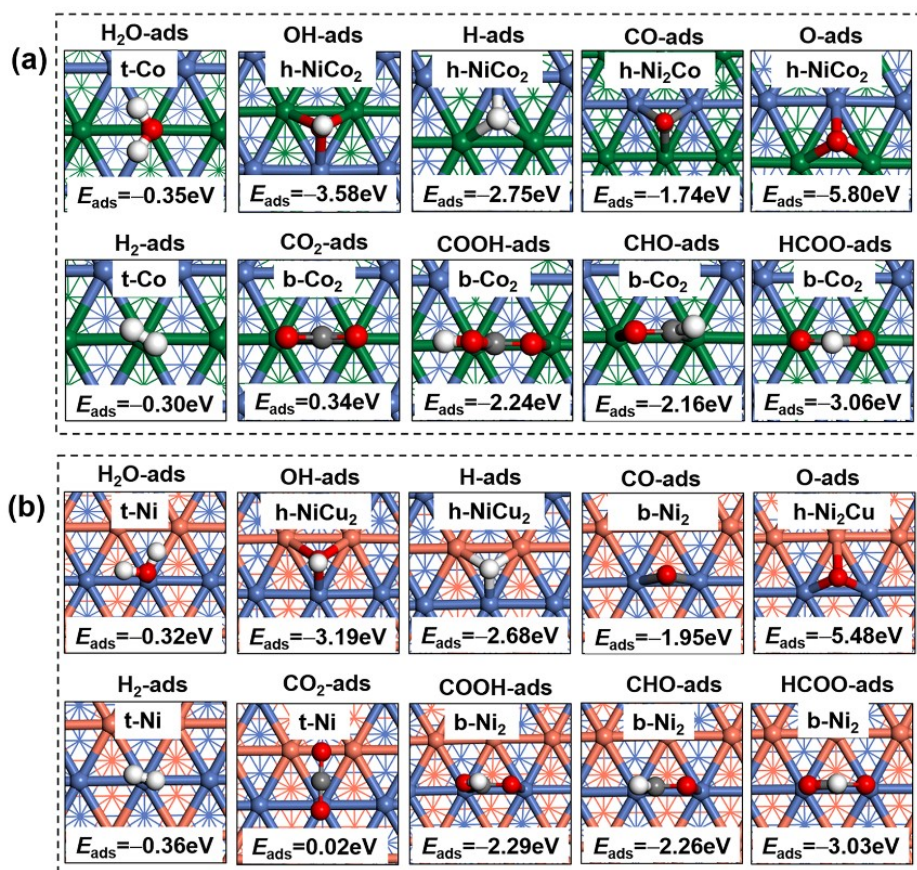 (a)
H₂O-ads OH-ads H-ads CO-ads O-ads
t-Co h-NiCo₂ h-NiCo₂ h-Ni₂Co h-NiCo₂
Eads=−0.35eV Eads=−3.58eV Eads=−2.75eV Eads=−1.74eV Eads=−5.80eV
H₂-ads CO₂-ads COOH-ads CHO-ads HCOO-ads
t-Co b-Co₂ b-Co₂ b-Co₂ b-Co₂
Eads=−0.30eV Eads=0.34eV Eads=−2.24eV Eads=−2.16eV Eads=−3.06eV
(b)
H₂O-ads OH-ads H-ads CO-ads O-ads
t-Ni h-NiCu₂ h-NiCu₂ b-Ni₂ h-Ni₂Cu
Eads=−0.32eV Eads=−3.19eV Eads=−2.68eV Eads=−1.95eV Eads=−5.48eV
H₂-ads CO₂-ads COOH-ads CHO-ads HCOO-ads
t-Ni t-Ni b-Ni₂ b-Ni₂ b-Ni₂
Eads=−0.36eV Eads=0.02eV Eads=−2.29eV Eads=−2.26eV Eads=−3.03eV